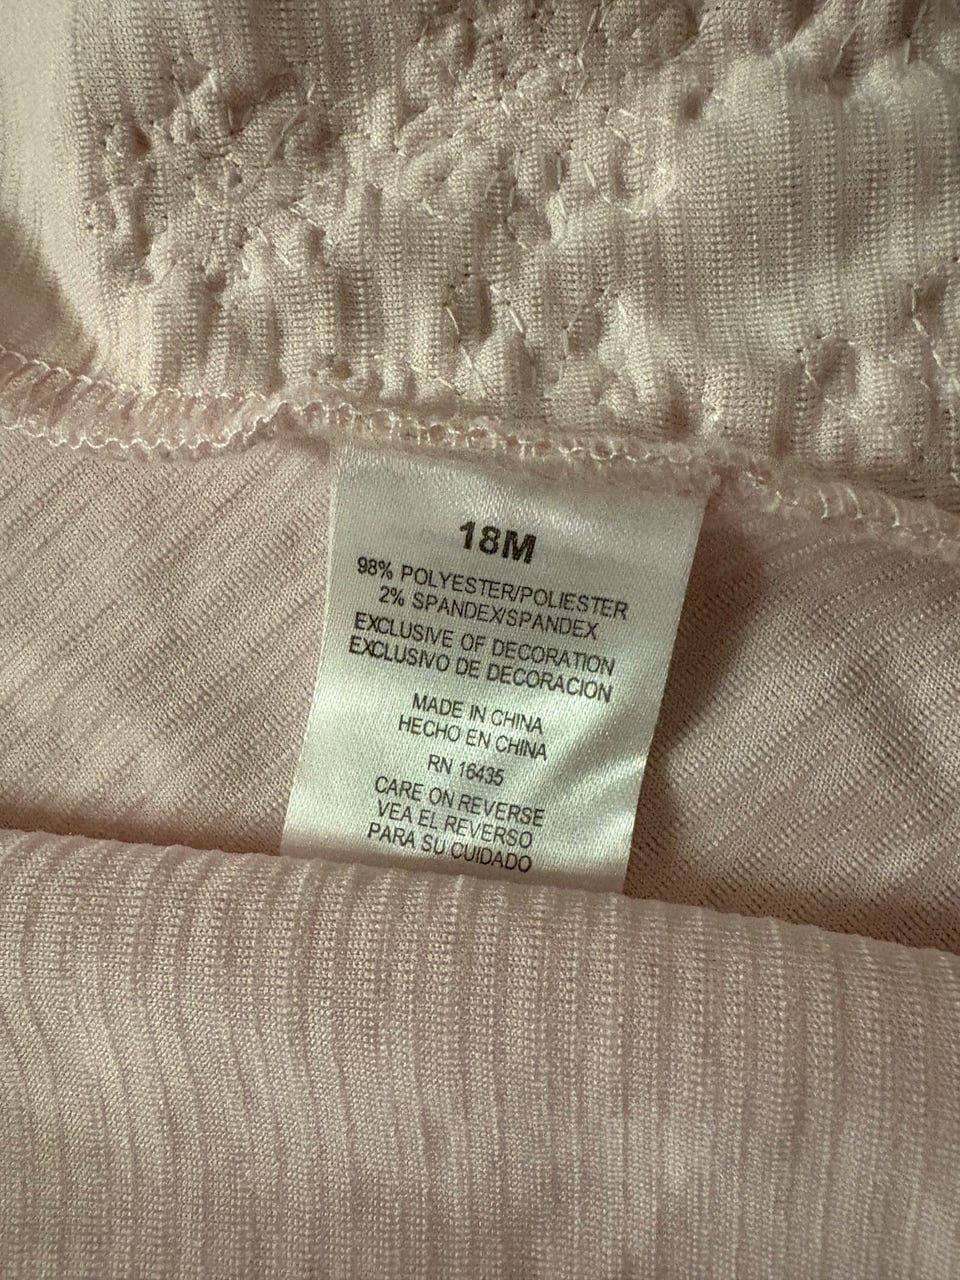 18M
98% POLYESTER/POLIESTER
2% SPANDEX/SPANDEX
EXCLUSIVE OF DECORATION
EXCLUSIVO DE DECORACION
MADE IN CHINA
HECHO EN CHINA
RN 16435
CARE ON REVERSE
VEA EL REVERSO
PARA SU CUIDADO